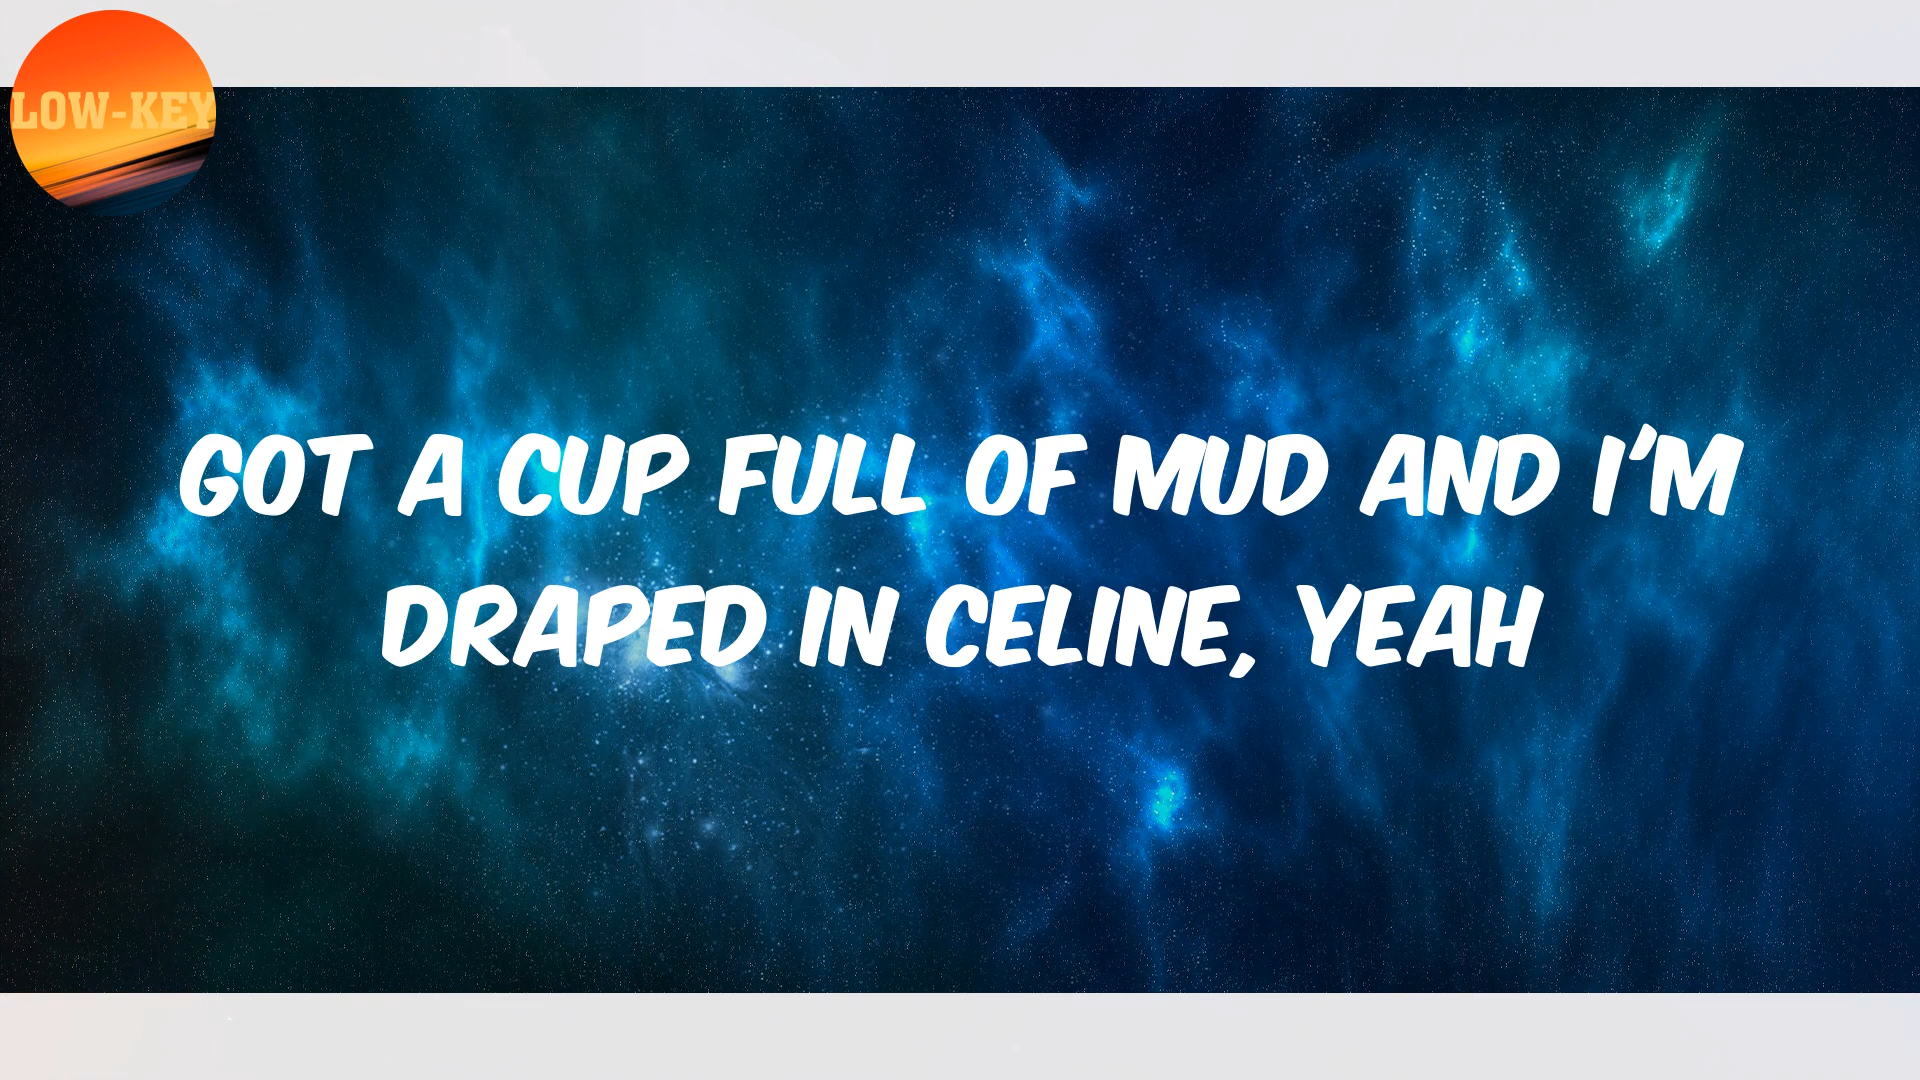 LOW-KEY
GOT A CUP FULL OF MUD AND I'M
DRAPED IN CELINE, YEAH